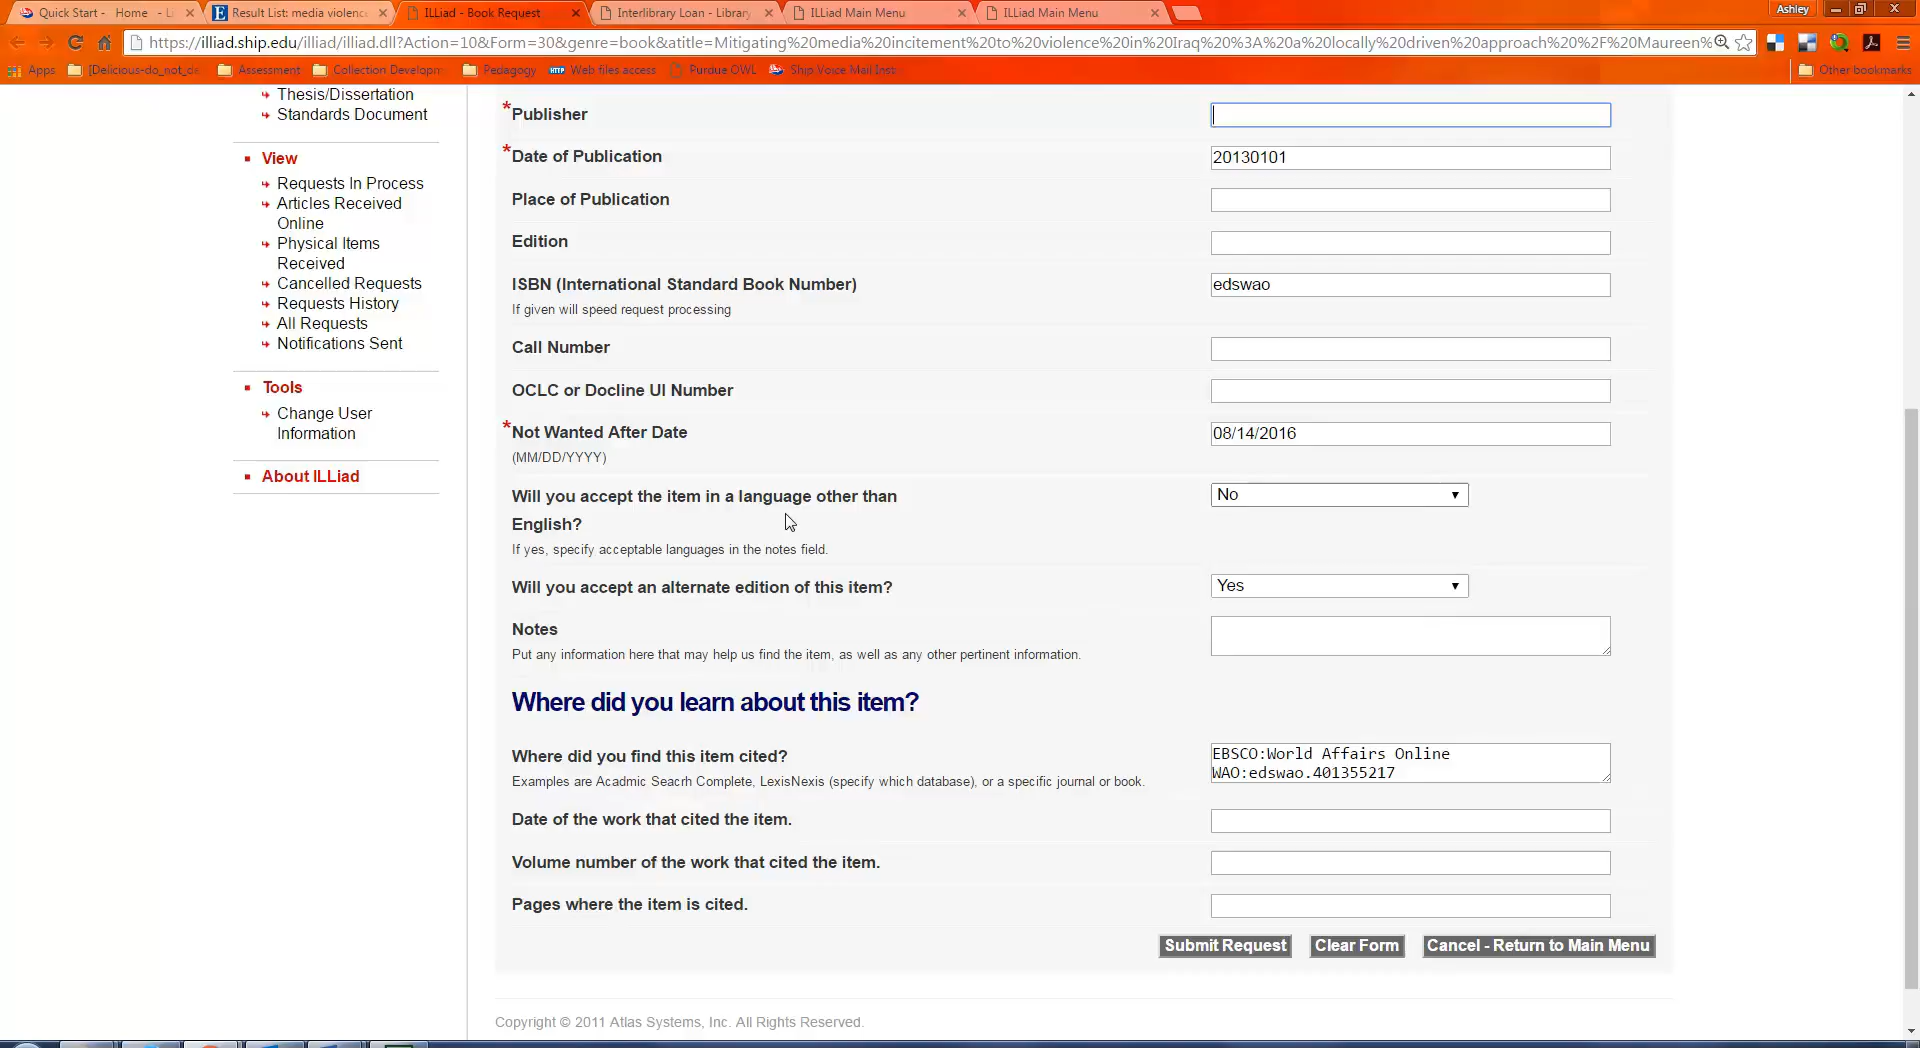 Quick Start - Home - Li
Result List: media violenc
ILLiad - Book Request
Interlibrary Loan - Library
ILLiad Main Menu
ILLiad Main Menu
Ashley
https://illiad.ship.edu/illiad/illiad.dll?Action=10&Form=30&genre=book&atitle=Mitigating%20media%20incitement%20to%20violence%20in%20Iraq%20%3A%20a%20locally%20driven%20approach%20%2F%20Maureen%
Apps
[Delicious-do_not_de
Assessment
Collection Developm
Pedagogy
Web files access
Purdue OWL
Ship Voice Mail Inst
Other bookmarks
Thesis/Dissertation
Standards Document
View
Requests In Process
Articles Received
Online
Physical Items
Received
Cancelled Requests
Requests History
All Requests
Notifications Sent
Tools
Change User
Information
About ILLiad
*Publisher
*Date of Publication
20130101
Place of Publication
Edition
ISBN (International Standard Book Number)
edswao
If given will speed request processing
Call Number
OCLC or Docline UI Number
*Not Wanted After Date
08/14/2016
(MM/DD/YYYY)
Will you accept the item in a language other than
English?
No
If yes, specify acceptable languages in the notes field.
Will you accept an alternate edition of this item?
Yes
Notes
Put any information here that may help us find the item, as well as any other pertinent information.
Where did you learn about this item?
Where did you find this item cited?
Examples are Acadmic Seacrh Complete, LexisNexis (specify which database), or a specific journal or book.
EBSCO:World Affairs Online
WAO:edswao.401355217
Date of the work that cited the item.
Volume number of the work that cited the item.
Pages where the item is cited.
Submit Request
Clear Form
Cancel - Return to Main Menu
Copyright © 2011 Atlas Systems, Inc. All Rights Reserved.